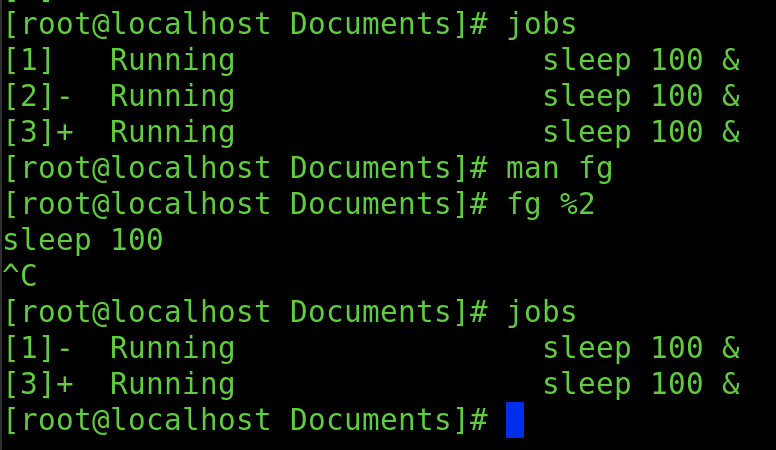 [root@localhost Documents]# jobs
[1]   Running                 sleep 100 &
[2]-  Running                 sleep 100 &
[3]+  Running                 sleep 100 &
[root@localhost Documents]# man fg
[root@localhost Documents]# fg %2
sleep 100
^C
[root@localhost Documents]# jobs
[1]-  Running                 sleep 100 &
[3]+  Running                 sleep 100 &
[root@localhost Documents]#